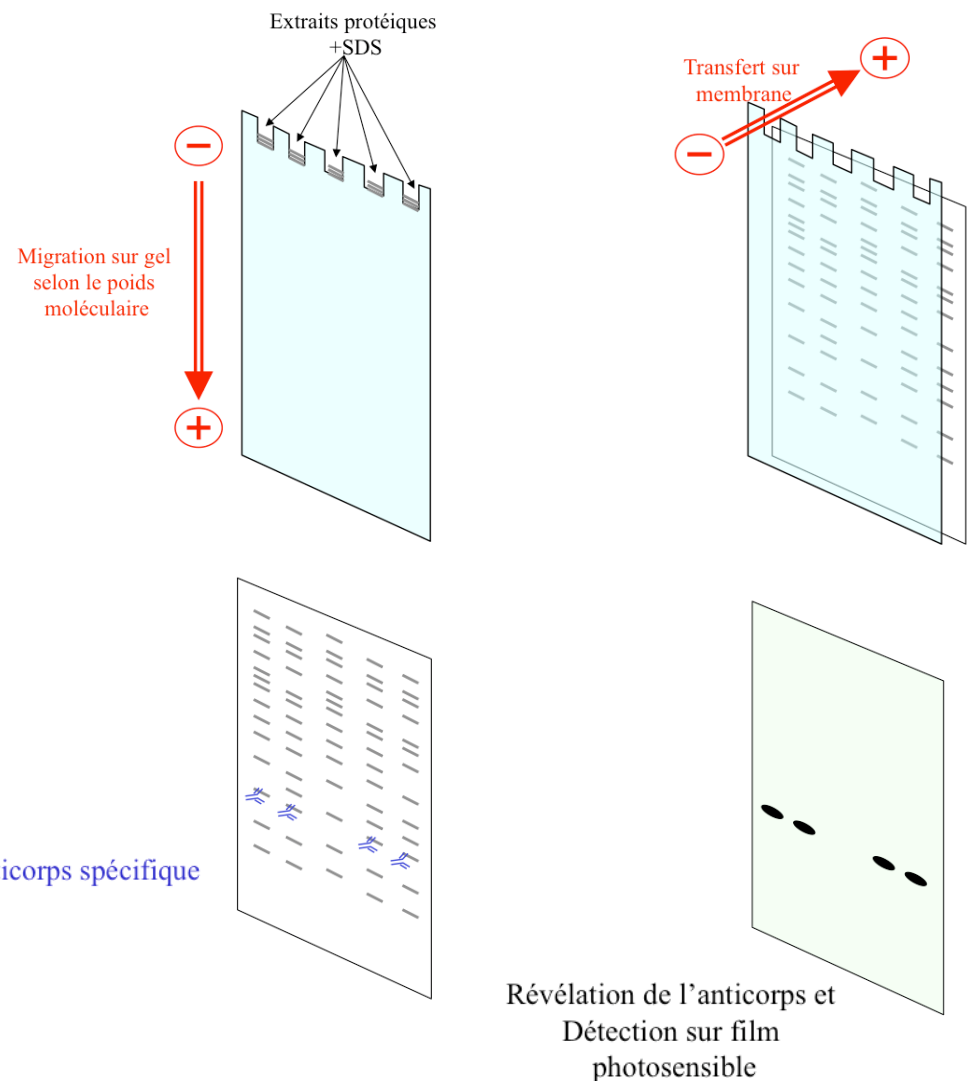 Extraits protéiques
+SDS
Transfert sur
membrane
Migration sur gel
selon le poids
moléculaire
icorps spécifique
Révélation de l’anticorps et
Détection sur film
photosensible